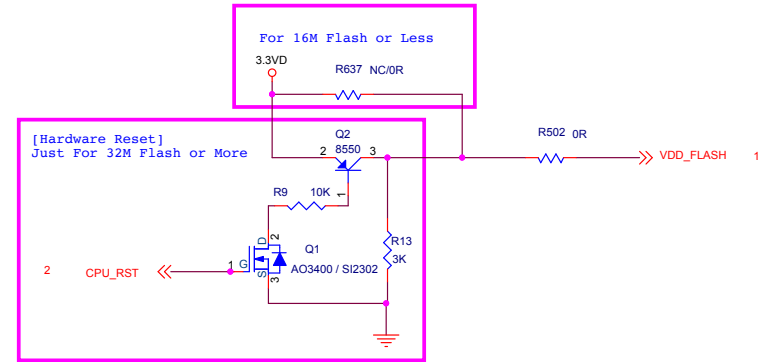 For 16M Flash or Less
3.3VD
R637 NC/0R
[Hardware Reset]
Just For 32M Flash or More
Q2
8550
2 3
1
R502 0R
VDD_FLASH 1
R9 10K
R13
3K
D 2
Q1
1 G
AO3400 / SI2302
S 3
2 CPU_RST